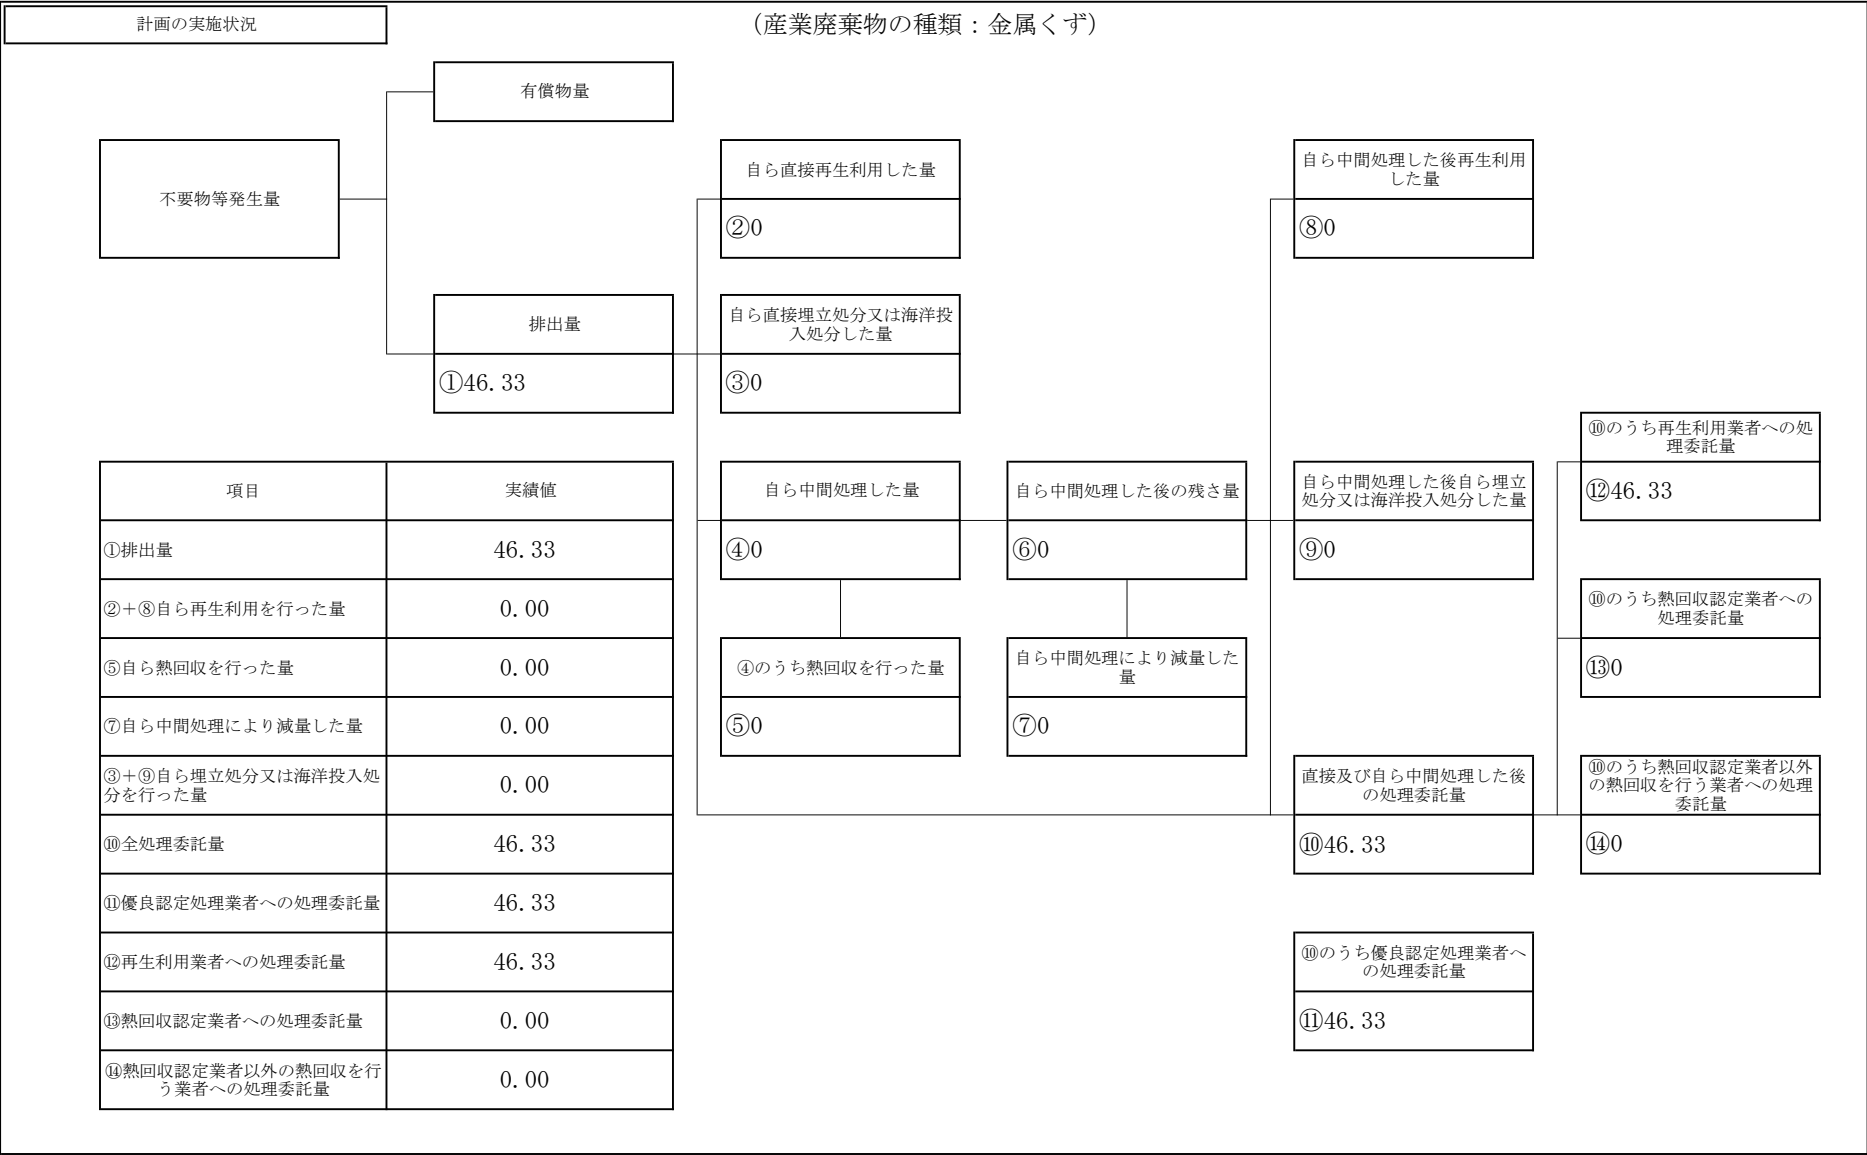 計画の実施状況
（産業廃棄物の種類：金属くず）
有償物量
不要物等発生量
自ら直接再生利用した量
②0
自ら中間処理した後再生利用
した量
⑧0
排出量
①46.33
自ら直接埋立処分又は海洋投
入処分した量
③0
⑩のうち再生利用業者への処
理委託量
⑫46.33
自ら中間処理した量
④0
自ら中間処理した後の残さ量
⑥0
自ら中間処理した後自ら埋立
処分又は海洋投入処分した量
⑨0
⑩のうち熱回収認定業者への
処理委託量
⑬0
④のうち熱回収を行った量
⑤0
自ら中間処理により減量した
量
⑦0
直接及び自ら中間処理した後
の処理委託量
⑩46.33
⑩のうち熱回収認定業者以外
の熱回収を行う業者への処理
委託量
⑭0
⑩のうち優良認定処理業者へ
の処理委託量
⑪46.33
項目 実績値
①排出量 46.33
②＋⑧自ら再生利用を行った量 0.00
⑤自ら熱回収を行った量 0.00
⑦自ら中間処理により減量した量 0.00
③＋⑨自ら埋立処分又は海洋投入処
分を行った量 0.00
⑩全処理委託量 46.33
⑪優良認定処理業者への処理委託量 46.33
⑫再生利用業者への処理委託量 46.33
⑬熱回収認定業者への処理委託量 0.00
⑭熱回収認定業者以外の熱回収を行
う業者への処理委託量 0.00